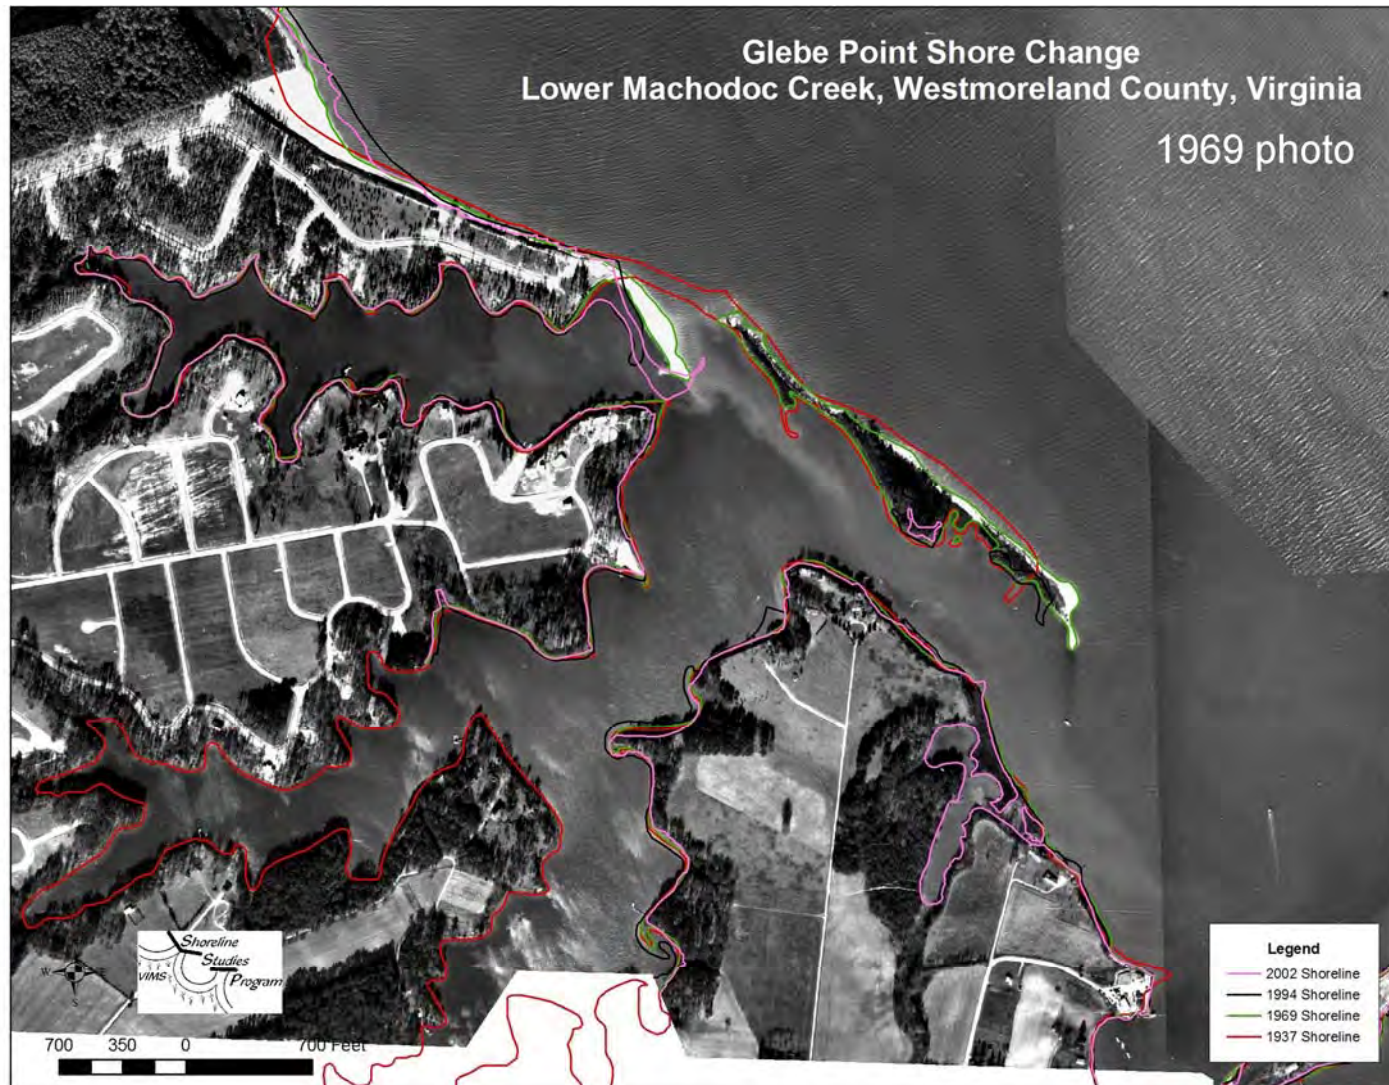 Glebe Point Shore Change
Lower Machodoc Creek, Westmoreland County, Virginia
1969 photo
Shoreline
Studies
VIMS
Program
W
E
S
700 350 0 700 Feet
Legend
2002 Shoreline
1994 Shoreline
1969 Shoreline
1937 Shoreline